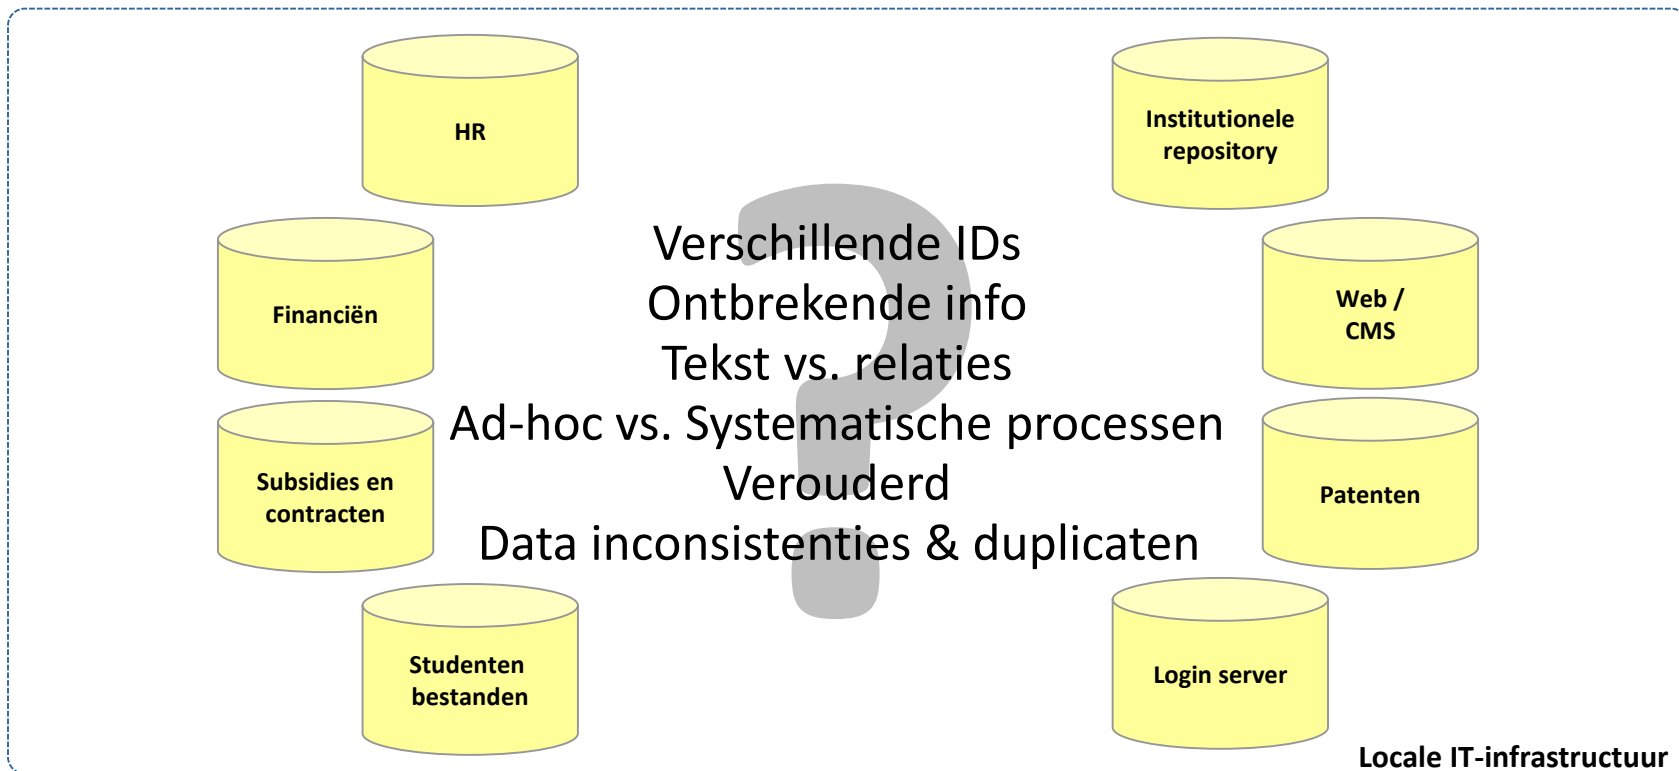 HR
Financiën
Subsidies en
contracten
Studenten
bestanden
?
Verschillende IDs
Ontbrekende info
Tekst vs. relaties
Ad-hoc vs. Systematische processen
Verouderd
Data inconsistenties & duplicaten
Institutionele
repository
Web /
CMS
Patenten
Login server
Locale IT-infrastructuur